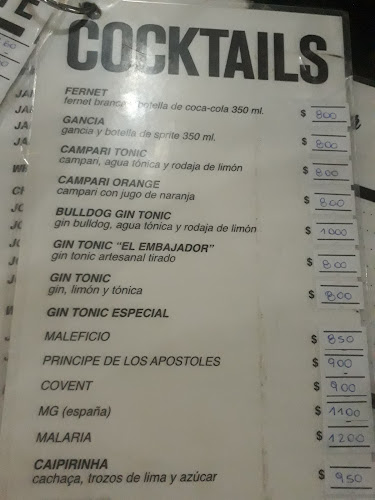 COCKTAILS
FERNET $ 800
fernet branca y botella de coca-cola 350 ml.
GANCIA $ 800
gancia y botella de sprite 350 ml.
CAMPARI TONIC $ 800
campari, agua tónica y rodaja de limón
CAMPARI ORANGE $ 800
campari con jugo de naranja
BULLDOG GIN TONIC $ 1000
gin bulldog, agua tónica y rodaja de limón
GIN TONIC "EL EMBAJADOR" $ 800
gin tonic artesanal tirado
GIN TONIC $ 800
gin, limón y tónica
GIN TONIC ESPECIAL
MALEFICIO $ 850
PRINCIPE DE LOS APOSTOLES $ 900
COVENT $ 900
MG (españa) $ 1100
MALARIA $ 1200
CAIPIRINHA $ 950
cachaça, trozos de lima y azúcar